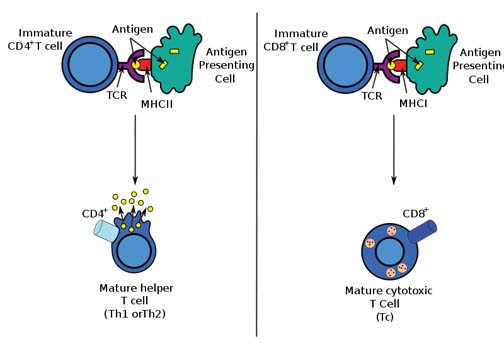 Immature
CD4+T cell
Antigen
Antigen
Presenting
Cell
TCR
MHCII
CD4+
Mature helper
T cell
(Th1 orTh2)
Immature
CD8+T cell
Antigen
Antigen
Presenting
Cell
TCR
MHCI
CD8+
Mature cytotoxic
T Cell
(Tc)